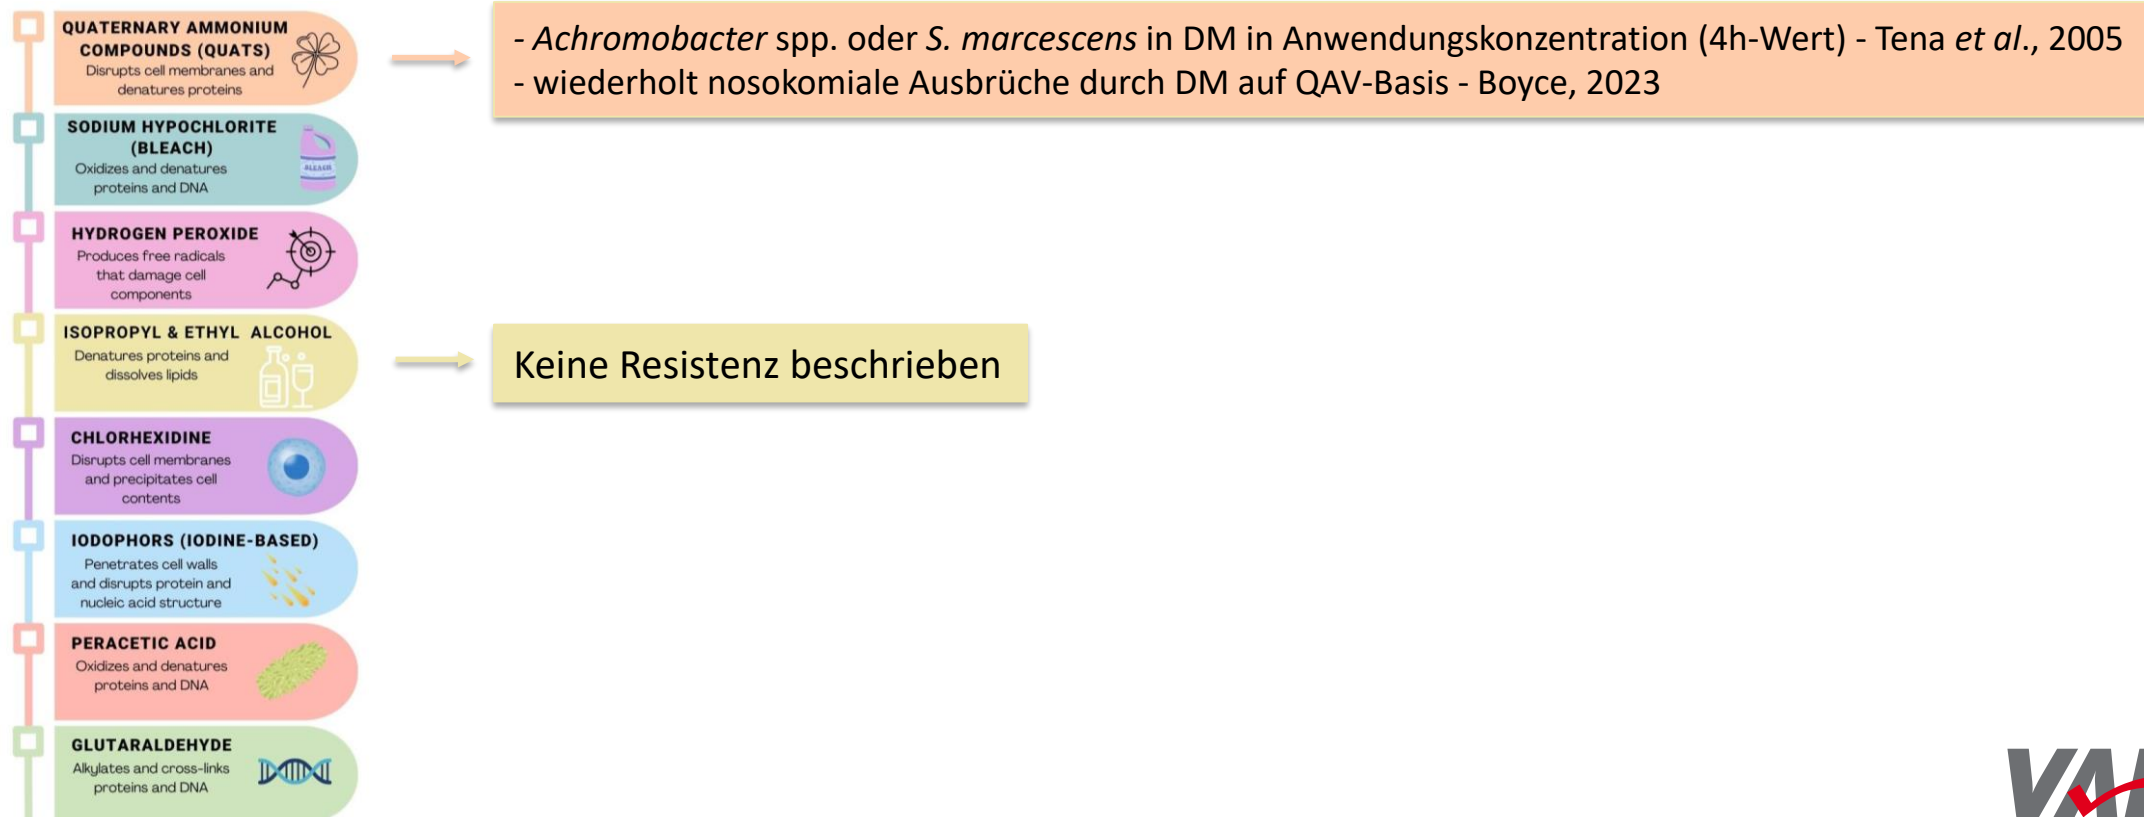 QUATERNARY AMMONIUM
COMPOUNDS (QUATS)
Disrupts cell membranes and
denatures proteins
- Achromobacter spp. oder S. marcescens in DM in Anwendungskonzentration (4h-Wert) - Tena et al., 2005
- wiederholt nosokomiale Ausbrüche durch DM auf QAV-Basis - Boyce, 2023
SODIUM HYPOCHLORITE
(BLEACH)
Oxidizes and denatures
proteins and DNA
BLEACH
HYDROGEN PEROXIDE
Produces free radicals
that damage cell
components
ISOPROPYL & ETHYL ALCOHOL
Denatures proteins and
dissolves lipids
Keine Resistenz beschrieben
CHLORHEXIDINE
Disrupts cell membranes
and precipitates cell
contents
IODOPHORS (IODINE-BASED)
Penetrates cell walls
and disrupts protein and
nucleic acid structure
PERACETIC ACID
Oxidizes and denatures
proteins and DNA
GLUTARALDEHYDE
Alkylates and cross-links
proteins and DNA